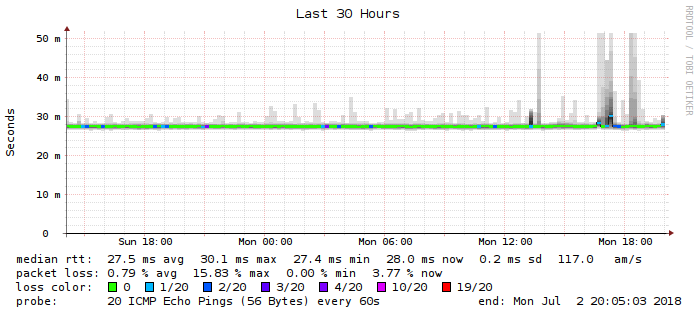 Last 30 Hours
RRDTOOL / TOBI OETIKER
Seconds
50 m
40 m
30 m
20 m
10 m
0
Sun 18:00 Mon 00:00 Mon 06:00 Mon 12:00 Mon 18:00
median rtt: 27.5 ms avg 30.1 ms max 27.4 ms min 28.0 ms now 0.2 ms sd 117.0 am/s
packet loss: 0.79 % avg 15.83 % max 0.00 % min 3.77 % now
loss color: 0 1/20 2/20 3/20 4/20 10/20 19/20
probe: 20 ICMP Echo Pings (56 Bytes) every 60s end: Mon Jul 2 20:05:03 2018